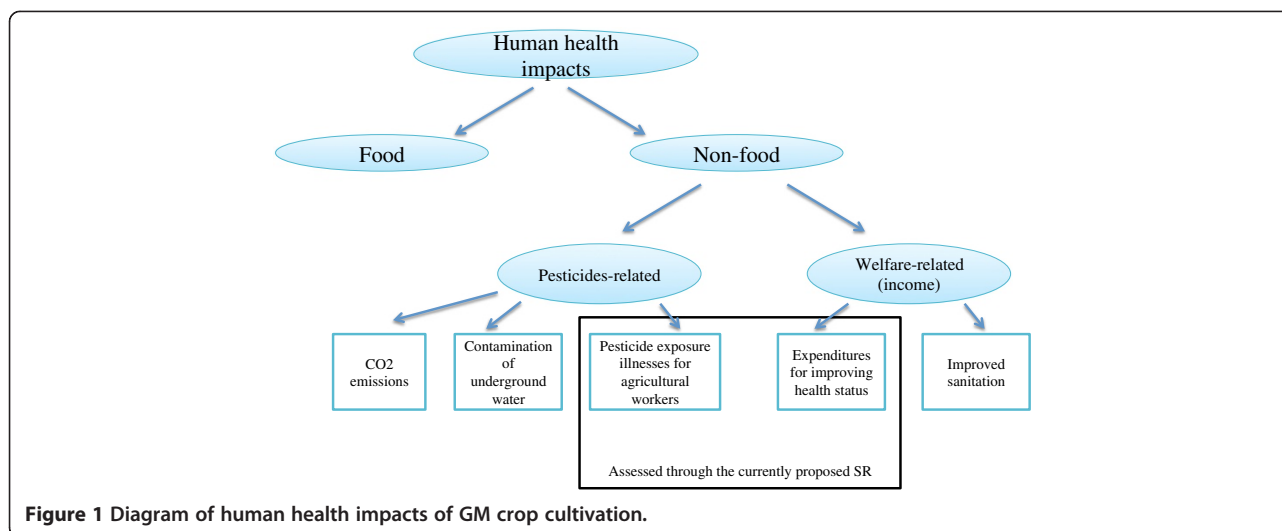 Human health
impacts
Food
Non-food
Pesticides-related
Welfare-related
(income)
CO2
emissions
Contamination
of
underground
water
Pesticide exposure
illnesses for
agricultural
workers
Expenditures
for improving
health status
Improved
sanitation
Assessed through the currently proposed SR
Figure 1 Diagram of human health impacts of GM crop cultivation.